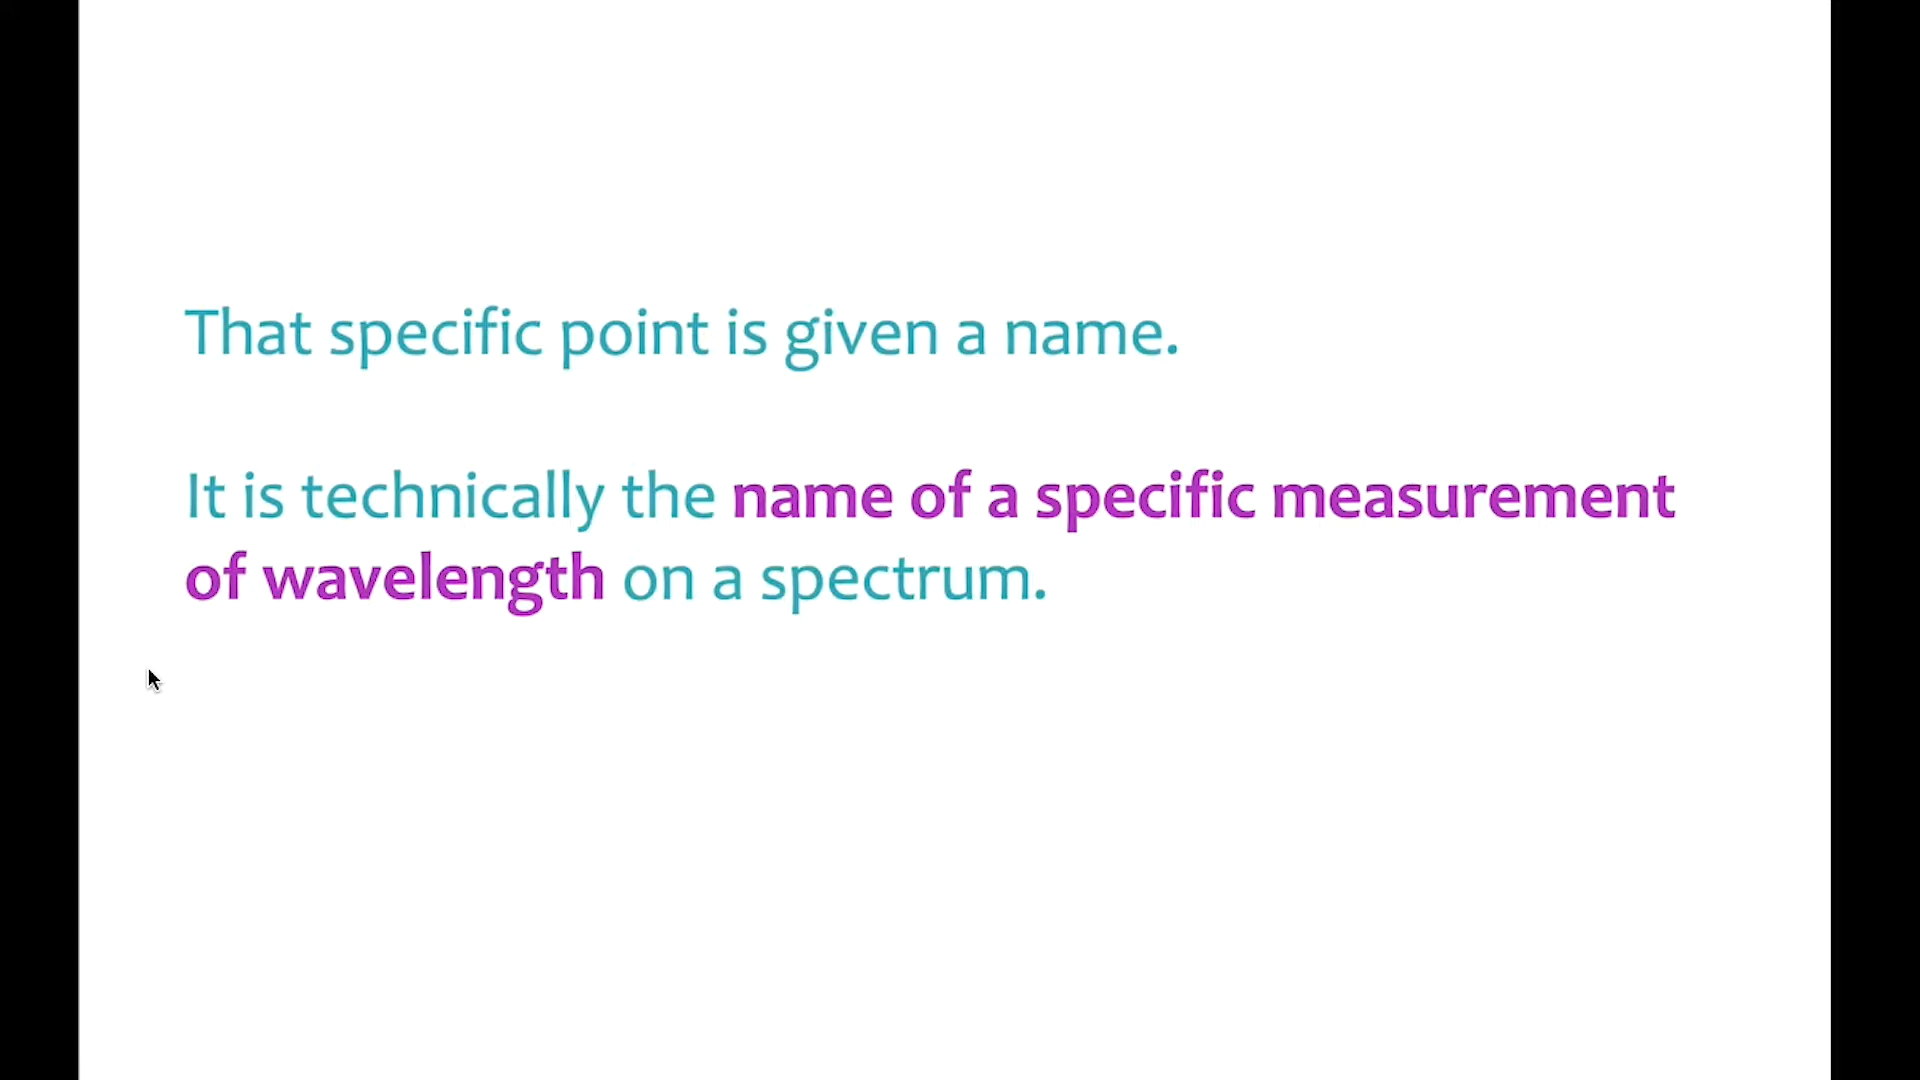 That specific point is given a name.
It is technically the name of a specific measurement
of wavelength on a spectrum.